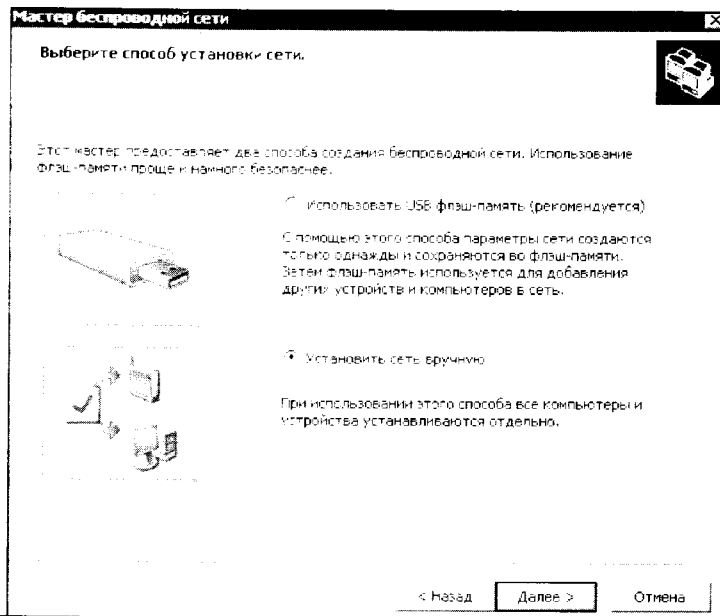 Мастер беспроводной сети
Выберите способ установки сети.
Этот мастер предоставляет два способа создания беспроводной сети. Использование
флэш-памяти проще и намного безопаснее.
Использовать USB флэш-память (рекомендуется)
С помощью этого способа параметры сети создаются
только однажды и сохраняются во флэш-памяти.
Затем флэш-память используется для добавления
других устройств и компьютеров в сеть.
Установить сеть вручную
При использовании этого способа все компьютеры и
устройства устанавливаются отдельно.
< Назад Далее > Отмена